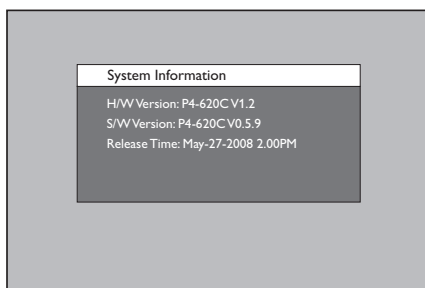 System Information
H/W Version: P4-620C V1.2
S/W Version: P4-620C V0.5.9
Release Time: May-27-2008 2.00PM